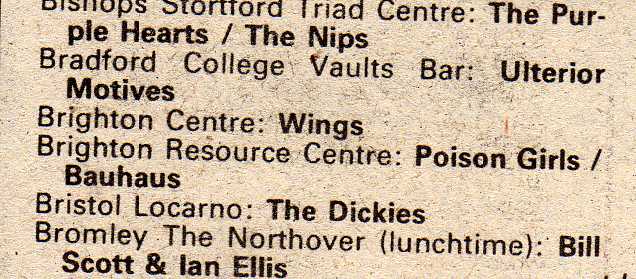 Bishops Stortford Triad Centre: The Pur-
ple Hearts / The Nips
Bradford College Vaults Bar: Ulterior
Motives
Brighton Centre: Wings
Brighton Resource Centre: Poison Girls /
Bauhaus
Bristol Locarno: The Dickies
Bromley The Northover (lunchtime): Bill
Scott & Ian Ellis